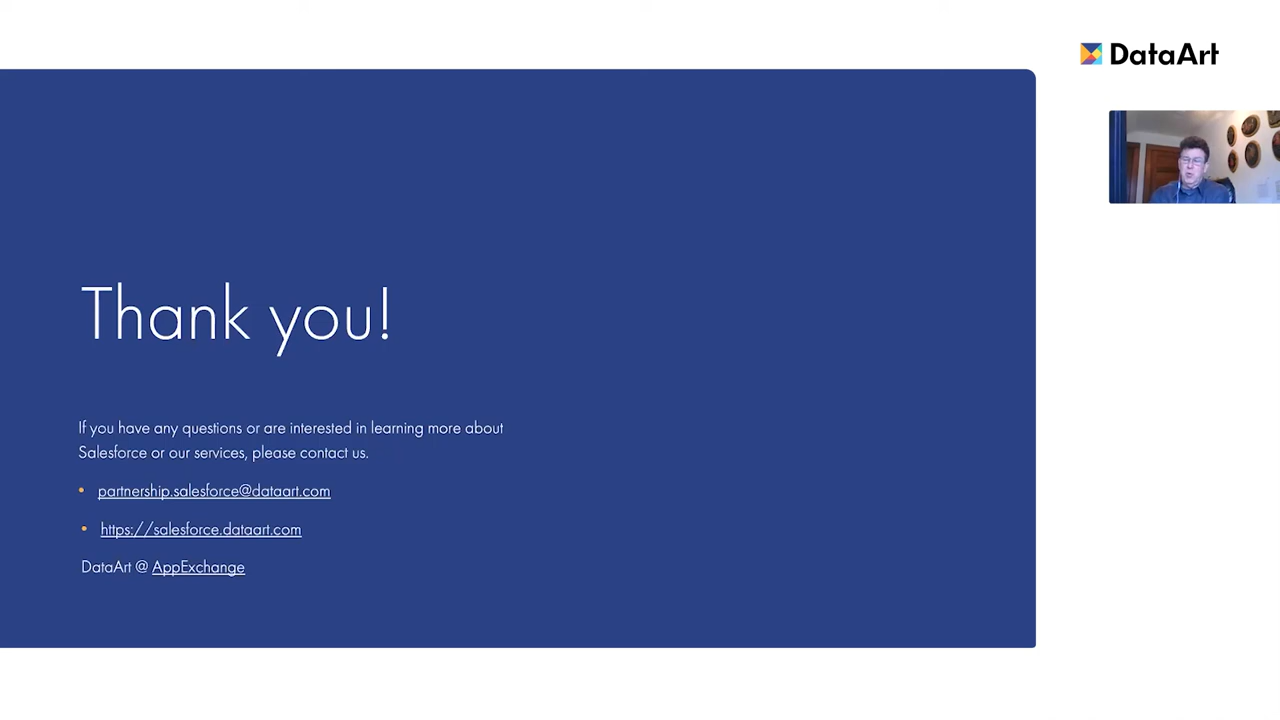 DataArt
Thank you!
If you have any questions or are interested in learning more about
Salesforce or our services, please contact us.
• partnership.salesforce@dataart.com
• https://salesforce.dataart.com
DataArt @ AppExchange